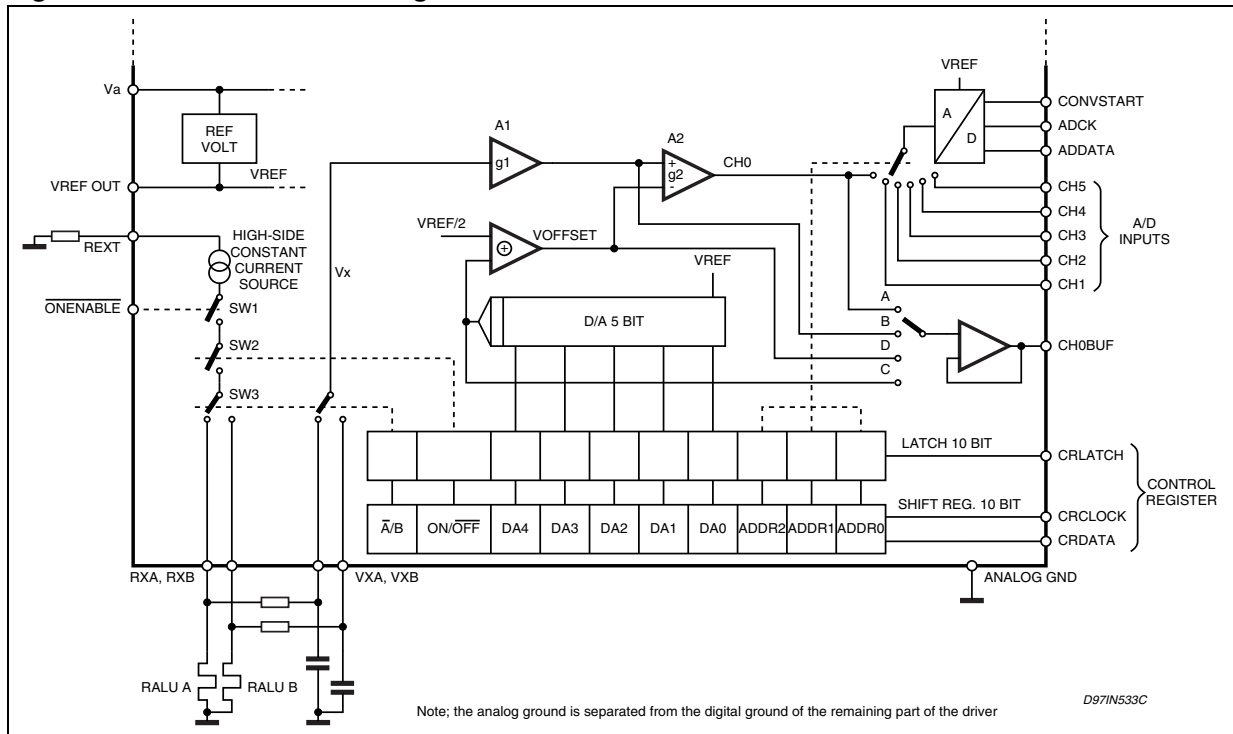 Va
REF
VOLT
VREF
VREF OUT
REXT
HIGH-SIDE
CONSTANT
CURRENT
SOURCE
ONENABLE
SW1
SW2
SW3
Vx
A1
g1
A2
+
g2
-
CH0
VREF/2
+
VOFFSET
VREF
D/A 5 BIT
VREF
A
D
CONVSTART
ADCK
ADDATA
CH5
CH4
CH3
CH2
CH1
A/D
INPUTS
A
B
D
C
CH0BUF
LATCH 10 BIT
CRLATCH
SHIFT REG. 10 BIT
CRCLOCK
CRDATA
CONTROL
REGISTER
A/B ON/OFF DA4 DA3 DA2 DA1 DA0 ADDR2 ADDR1 ADDR0
RXA, RXB
VXA, VXB
ANALOG GND
RALU A
RALU B
Note; the analog ground is separated from the digital ground of the remaining part of the driver
D97IN533C